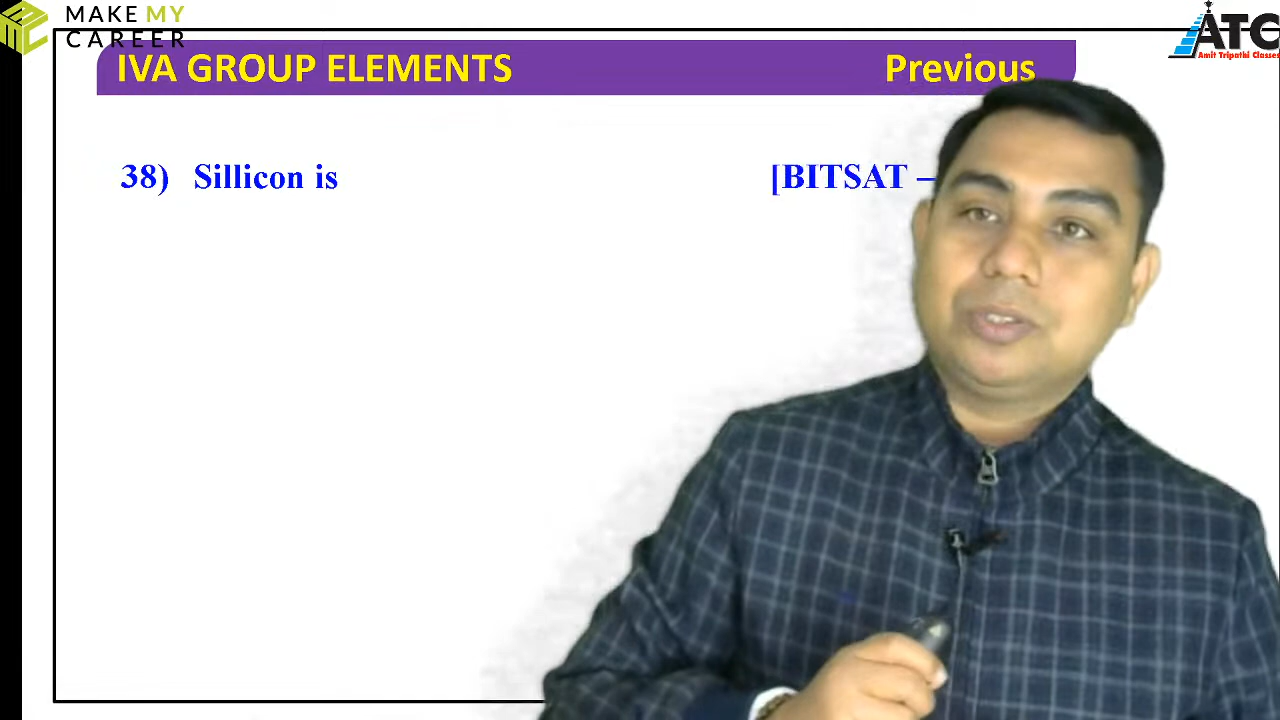 MAKE MY
CAREER
ATC
Amit Tripathi Classes
IVA GROUP ELEMENTS Previous
38) Sillicon is [BITSAT –